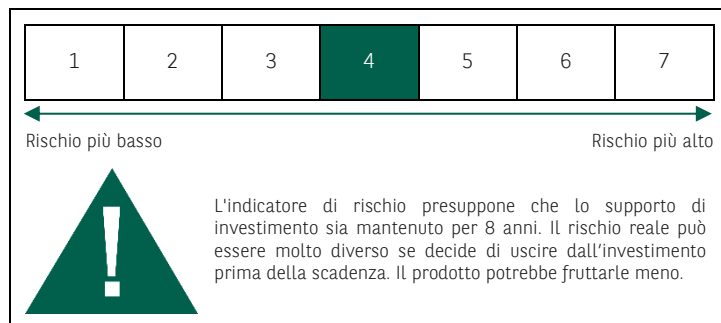 1 2 3 4 5 6 7
Rischio più basso Rischio più alto
!
L'indicatore di rischio presuppone che lo supporto di
investimento sia mantenuto per 8 anni. Il rischio reale può
essere molto diverso se decide di uscire dall'investimento
prima della scadenza. Il prodotto potrebbe fruttarle meno.